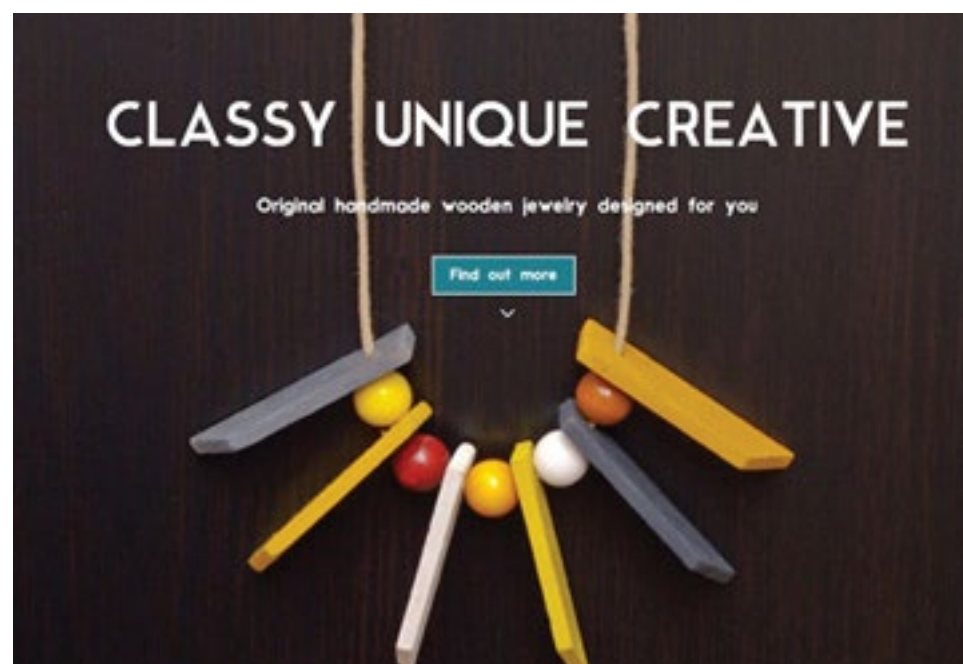 CLASSY UNIQUE CREATIVE
Original handmade wooden jewelry designed for you
Find out more